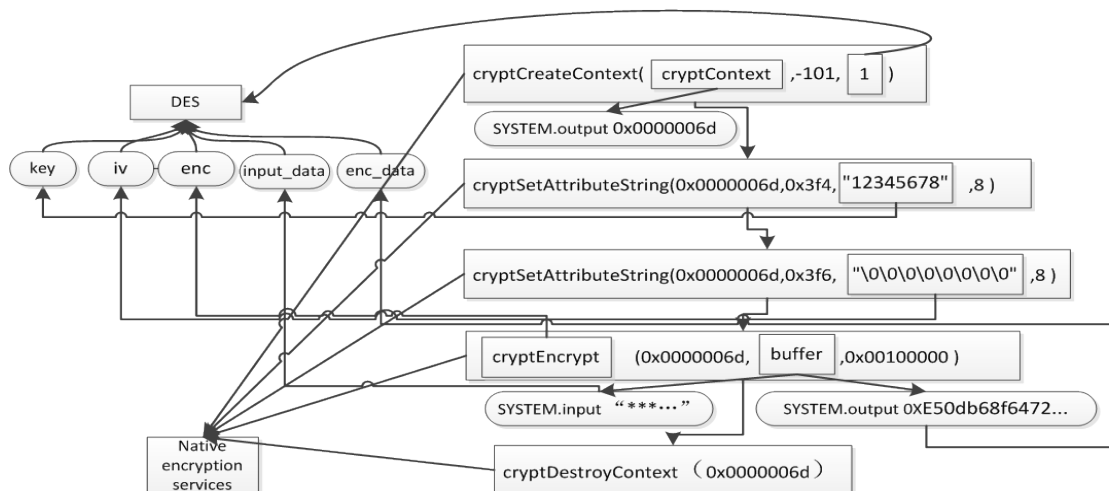 cryptCreateContext( cryptContext ,-101, 1 )
DES
SYSTEM.output 0x0000006d
key
iv
enc
input_data
enc_data
cryptSetAttributeString(0x0000006d,0x3f4, "12345678" ,8 )
cryptSetAttributeString(0x0000006d,0x3f6, "\0\0\0\0\0\0\0\0" ,8 )
cryptEncrypt (0x0000006d, buffer ,0x00100000 )
SYSTEM.input “***…”
SYSTEM.output 0XE50db68f6472...
Native
encryption
services
cryptDestroyContext （0x0000006d）